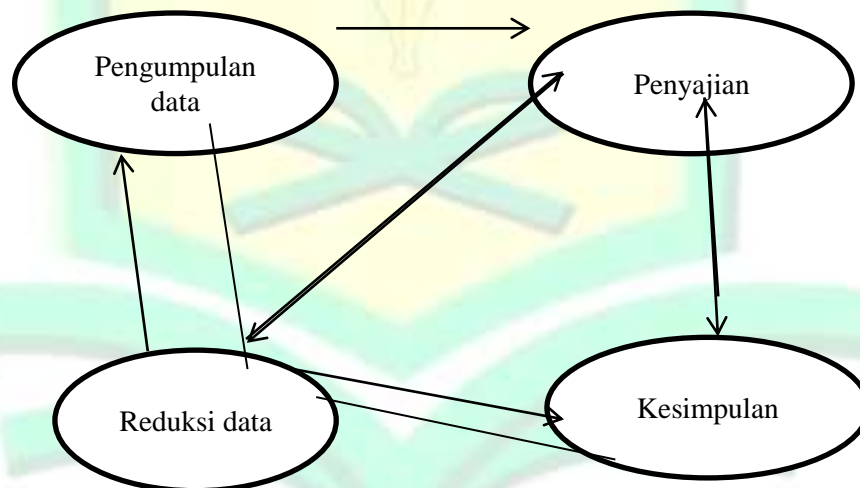 Pengumpulan
data
Penyajian
Reduksi data
Kesimpulan